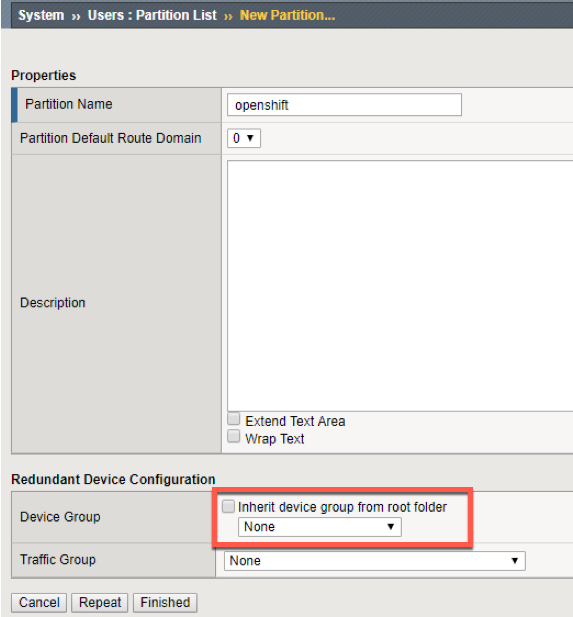 System ›› Users : Partition List ›› New Partition...
Properties
Partition Name openshift
Partition Default Route Domain 0
Description
Extend Text Area
Wrap Text
Redundant Device Configuration
Device Group
Inherit device group from root folder
None
Traffic Group None
Cancel Repeat Finished